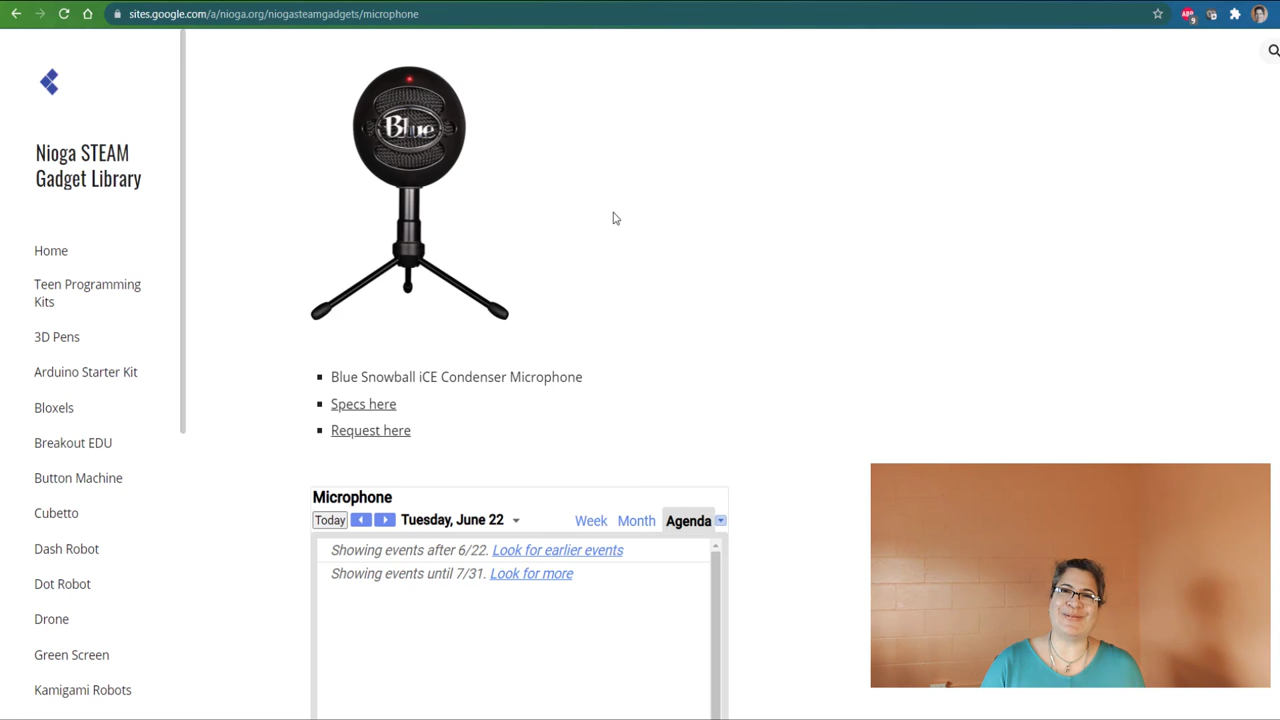 sites.google.com/a/nioga.org/niogasteamgadgets/microphone
ABP
9
Nioga STEAM
Gadget Library
Home
Teen Programming
Kits
3D Pens
Arduino Starter Kit
Bloxels
Breakout EDU
Button Machine
Cubetto
Dash Robot
Dot Robot
Drone
Green Screen
Kamigami Robots
Blue
Blue Snowball iCE Condenser Microphone
Specs here
Request here
Microphone
Today Tuesday, June 22 Week Month Agenda
Showing events after 6/22. Look for earlier events
Showing events until 7/31. Look for more